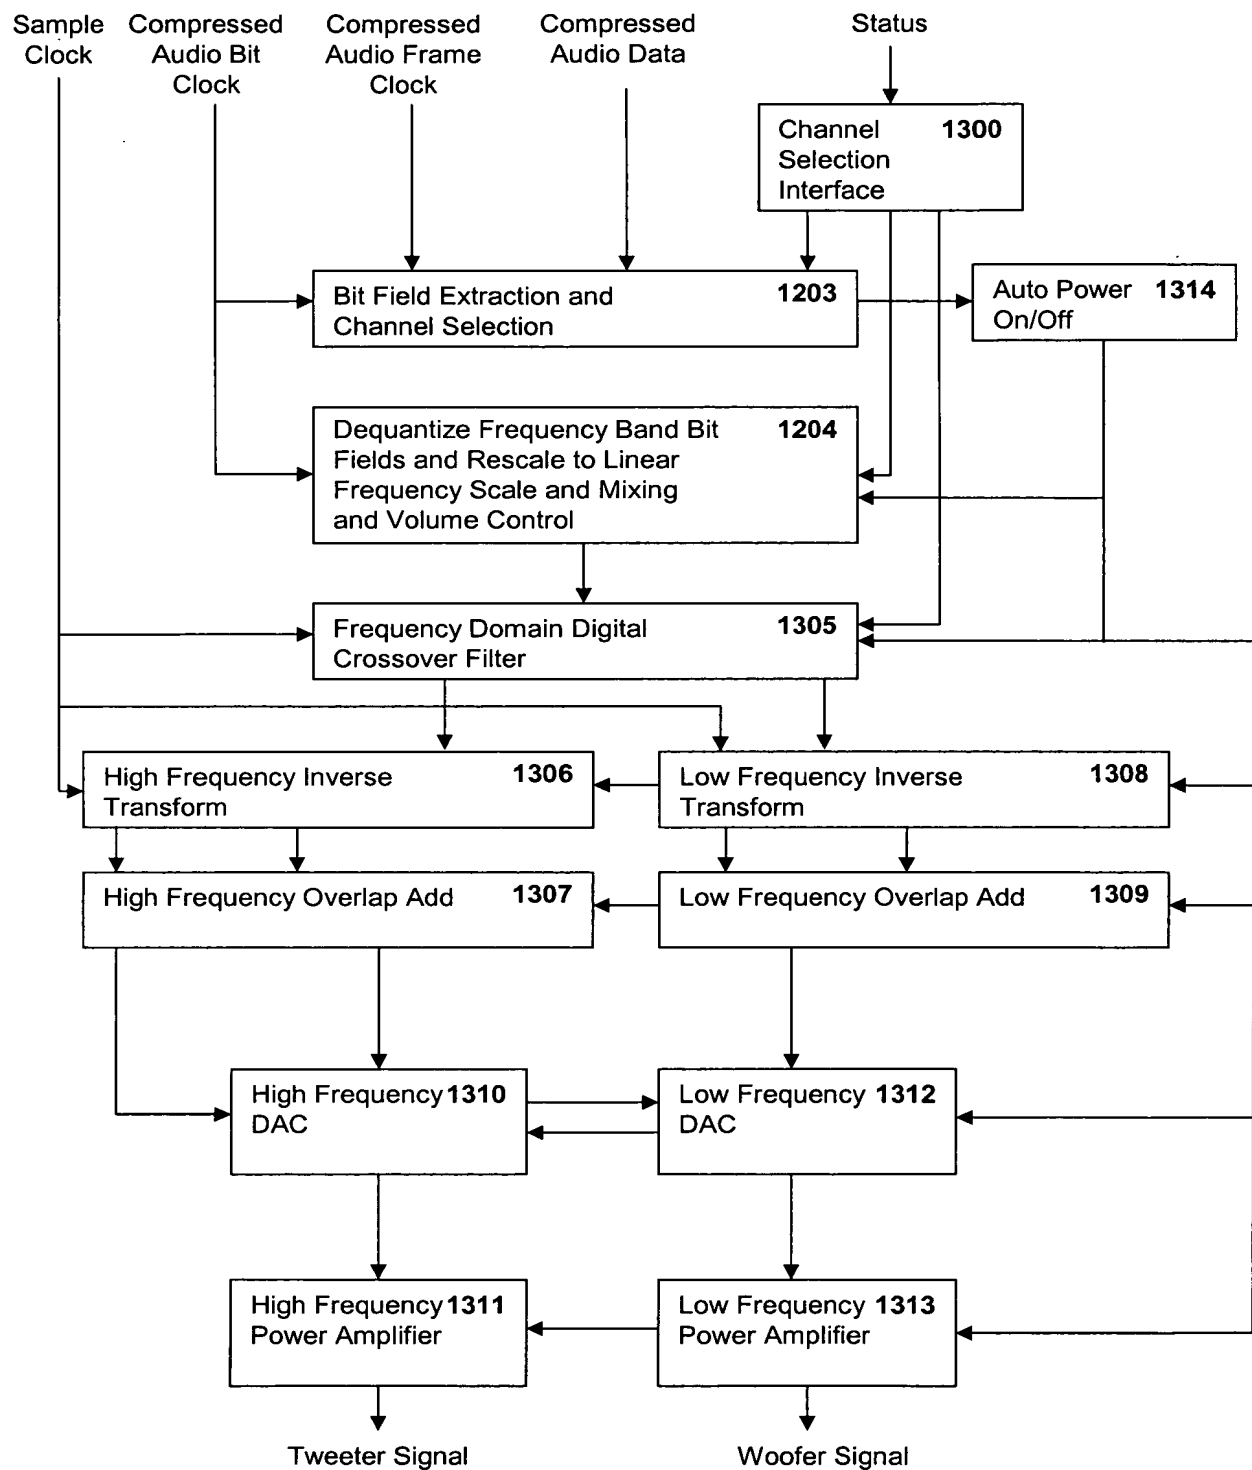 Sample
Clock
Compressed
Audio Bit
Clock
Compressed
Audio Frame
Clock
Compressed
Audio Data
Status
Channel 1300
Selection
Interface
Bit Field Extraction and 1203
Channel Selection
Auto Power 1314
On/Off
Dequantize Frequency Band Bit 1204
Fields and Rescale to Linear
Frequency Scale and Mixing
and Volume Control
Frequency Domain Digital 1305
Crossover Filter
High Frequency Inverse 1306
Transform
Low Frequency Inverse 1308
Transform
High Frequency Overlap Add 1307
Low Frequency Overlap Add 1309
High Frequency 1310
DAC
Low Frequency 1312
DAC
High Frequency 1311
Power Amplifier
Low Frequency 1313
Power Amplifier
Tweeter Signal
Woofer Signal